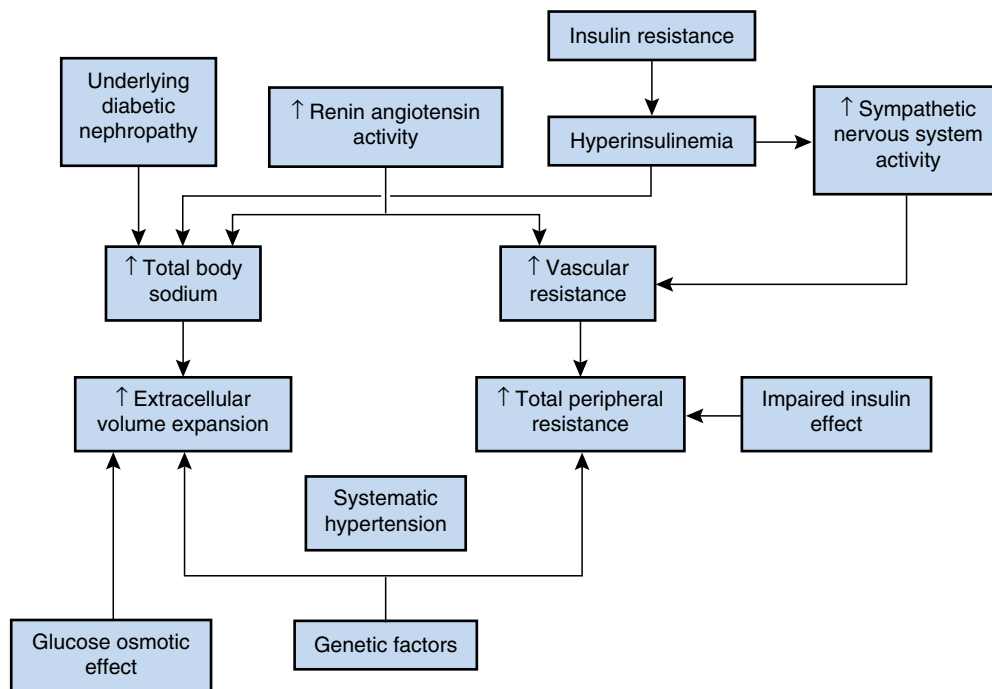 Insulin resistance
Underlying
diabetic
nephropathy
↑ Renin angiotensin
activity
Hyperinsulinemia
↑ Sympathetic
nervous system
activity
↑ Total body
sodium
↑ Vascular
resistance
↑ Extracellular
volume expansion
↑ Total peripheral
resistance
Impaired insulin
effect
Systematic
hypertension
Glucose osmotic
effect
Genetic factors